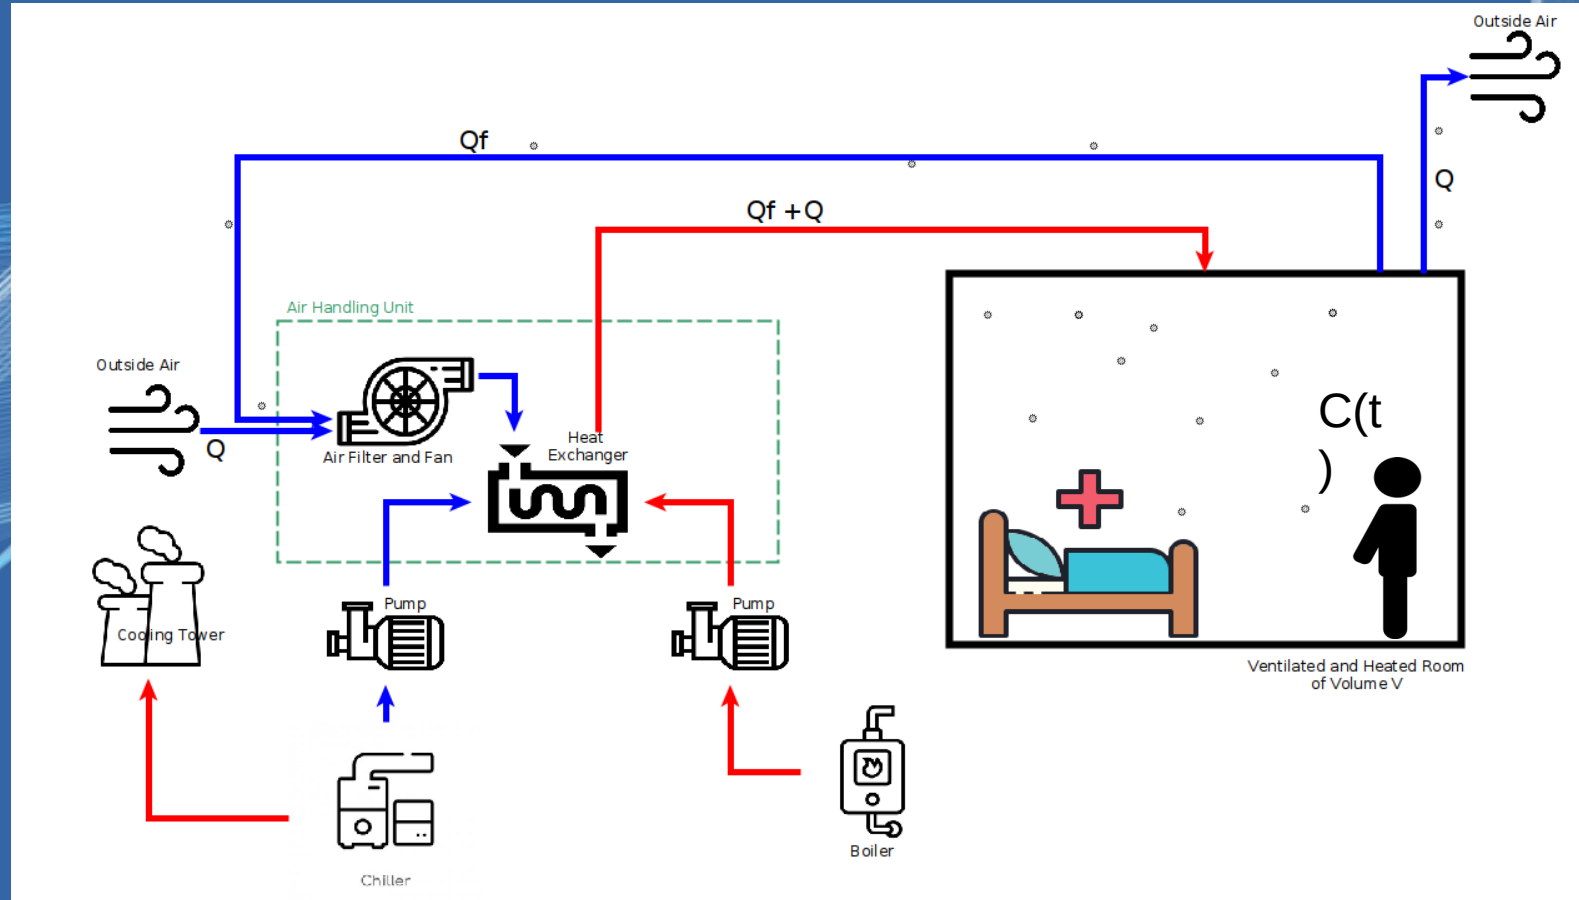 Outside Air
Qf
Q
Qf +Q
Air Handling Unit
Outside Air
Q
Air Filter and Fan
Heat
Exchanger
C(t
)
Pump
Pump
Cooling Tower
Ventilated and Heated Room
of Volume V
Boiler
Chiller